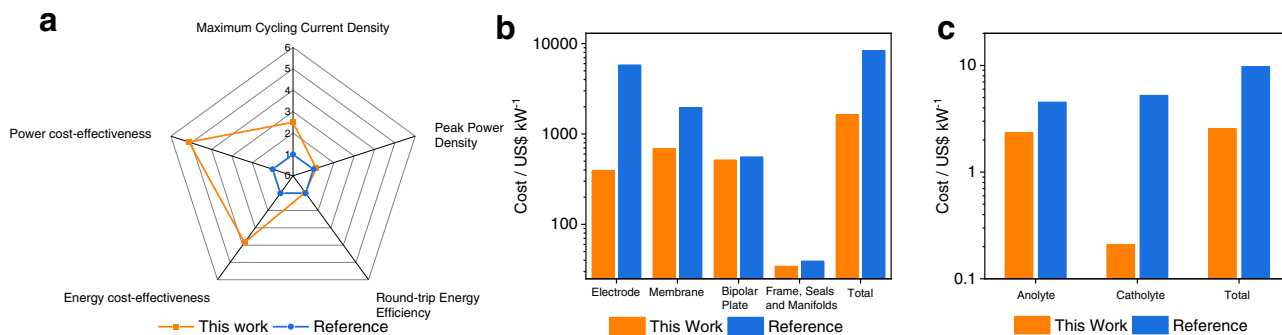 a
Maximum Cycling Current Density
6
5
4
3
2
1
0
Power cost-effectiveness
Peak Power
Density
Energy cost-effectiveness
Round-trip Energy
Efficiency
This work
Reference
b
Cost / US$ kW⁻¹
10000
1000
100
Electrode
Membrane
Bipolar
Plate
Frame, Seals
and Manifolds
Total
This Work
Reference
c
Cost / US$ kW⁻¹
10
1
0.1
Anolyte
Catholyte
Total
This Work
Reference